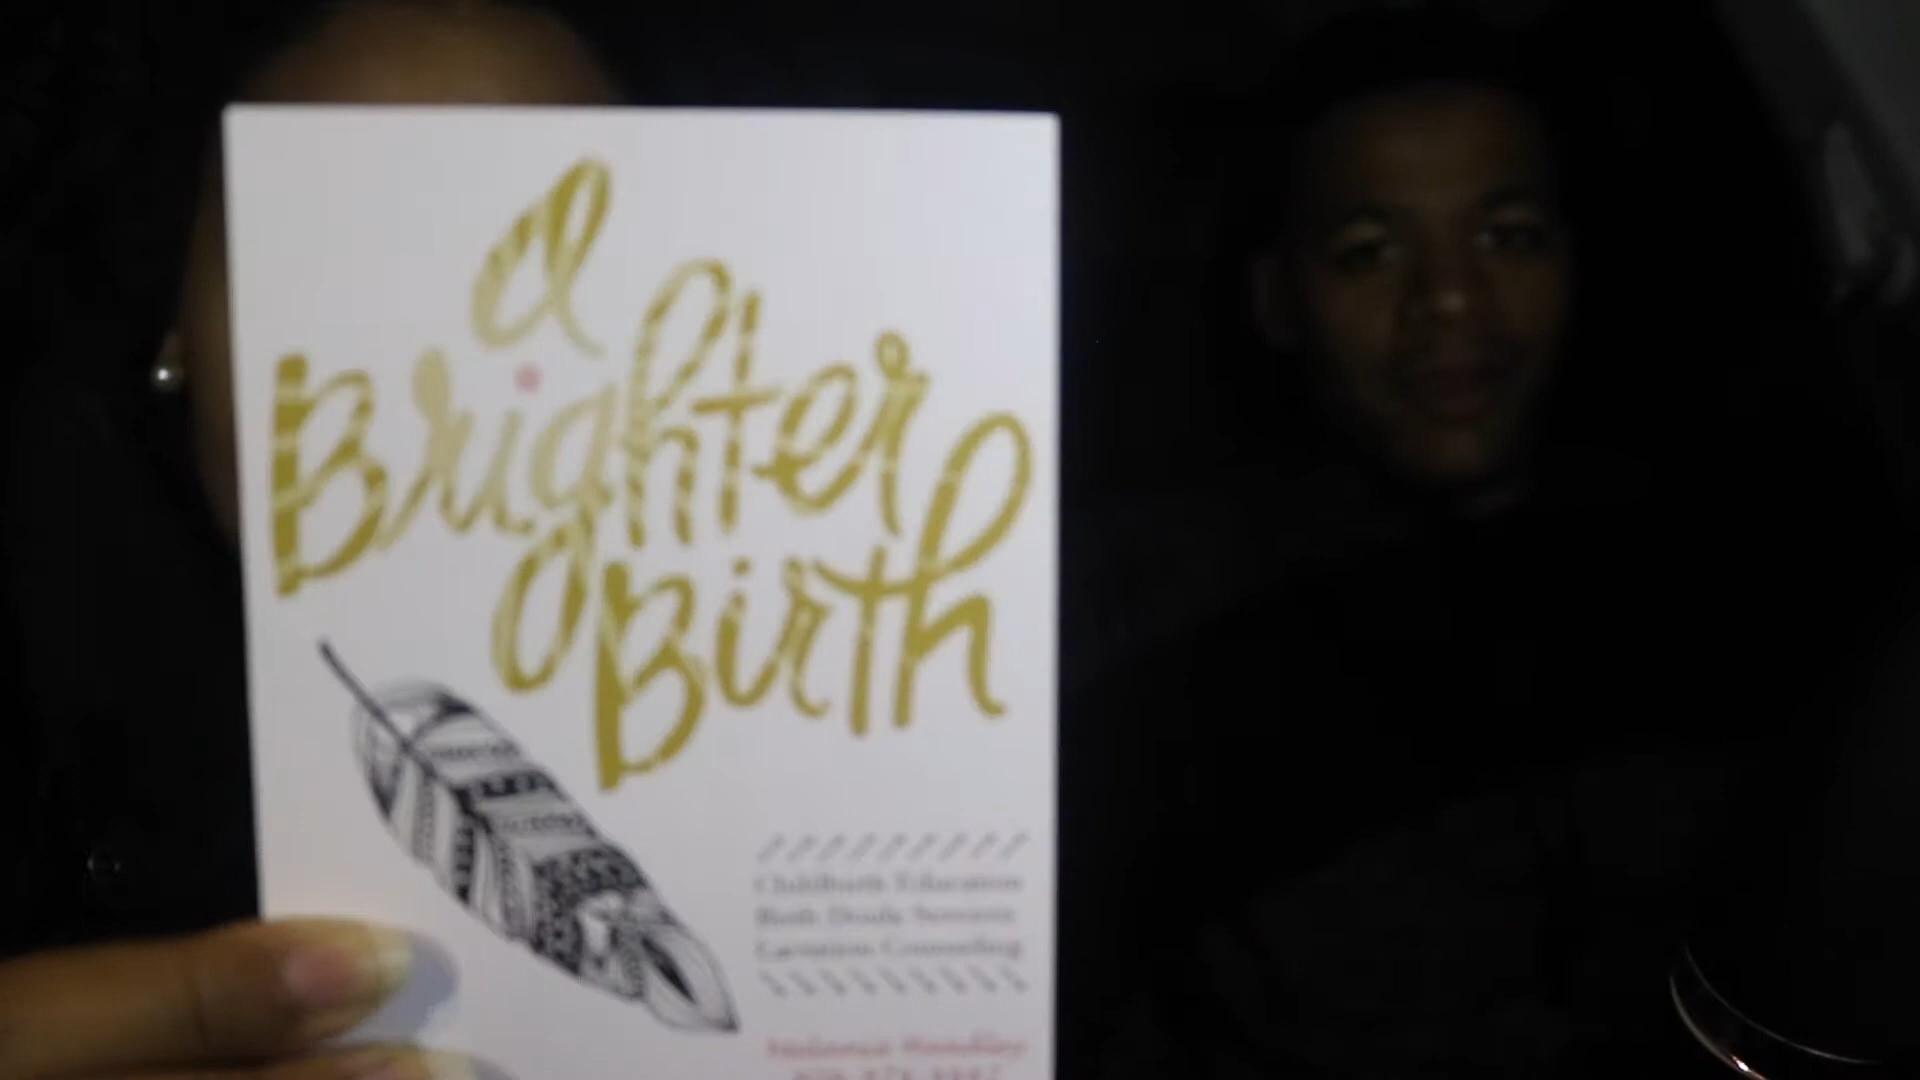 a
Brighter
Birth
Childbirth Education
Birth Doula Services
Lactation Counseling